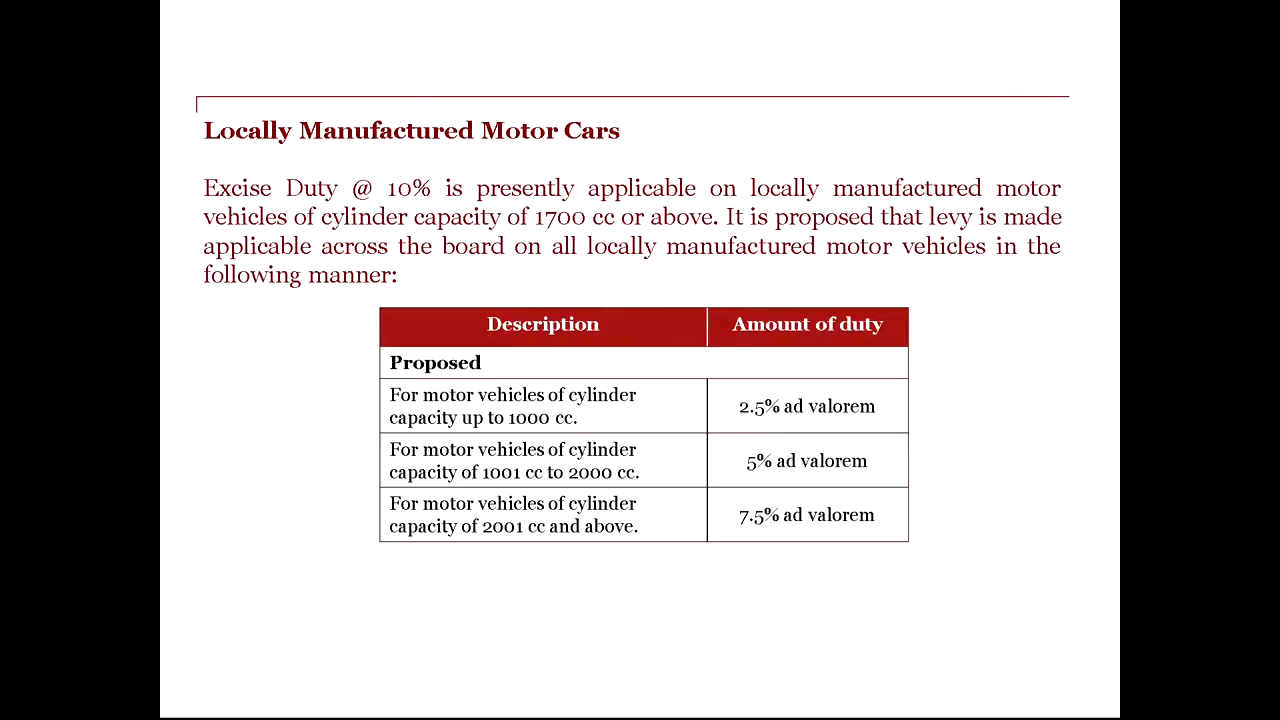 Locally Manufactured Motor Cars
Excise Duty @ 10% is presently applicable on locally manufactured motor
vehicles of cylinder capacity of 1700 cc or above. It is proposed that levy is made
applicable across the board on all locally manufactured motor vehicles in the
following manner:
Description Amount of duty
Proposed
For motor vehicles of cylinder
capacity up to 1000 cc.
2.5% ad valorem
For motor vehicles of cylinder
capacity of 1001 cc to 2000 cc.
5% ad valorem
For motor vehicles of cylinder
capacity of 2001 cc and above.
7.5% ad valorem